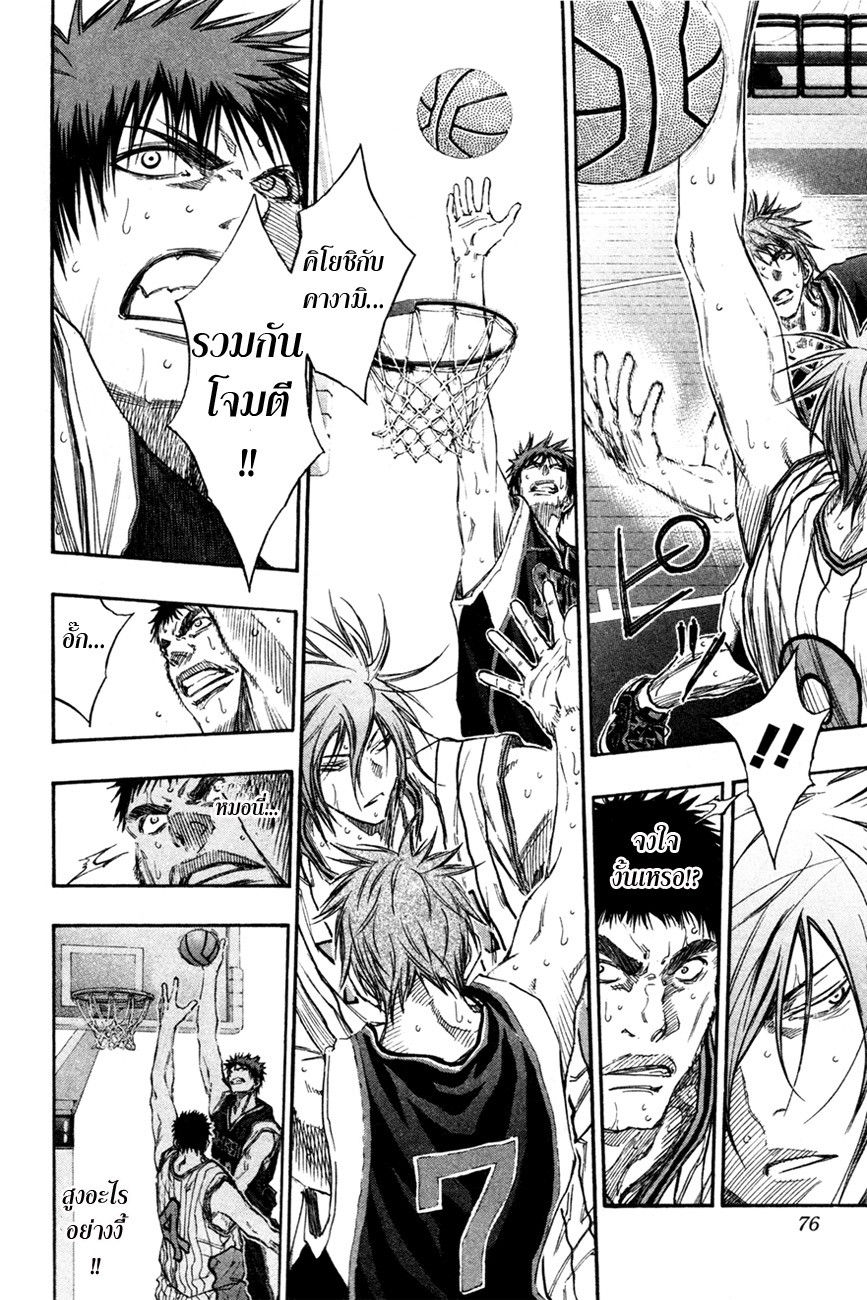 !!
จงใจ
งั้นเหรอ!?
คิโยชิกับ
คางามิ...
รวมกัน
โจมตี
!!
อั๊ก...
หมอนี่...
สูงอะไร
อย่างงี้
!!
4
7
76